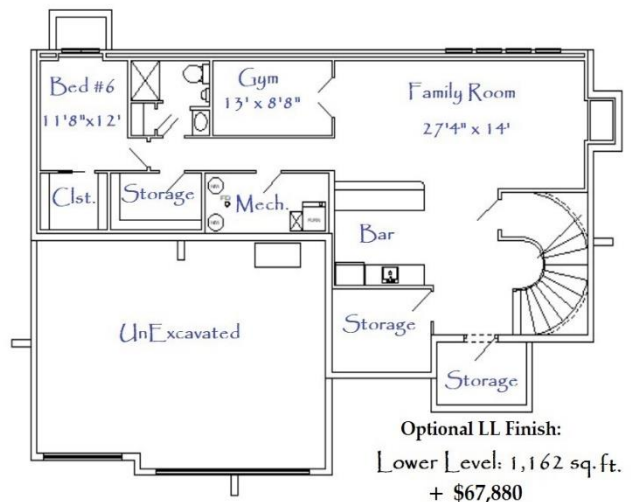 Bed #6
11'8"x12'
Gym
13' x 8'8"
Family Room
27'4" x 14'
Clst.
Storage
Mech.
Bar
UnExcavated
Storage
Storage
Optional LL Finish:
Lower Level: 1,162 sq.ft.
+ $67,880